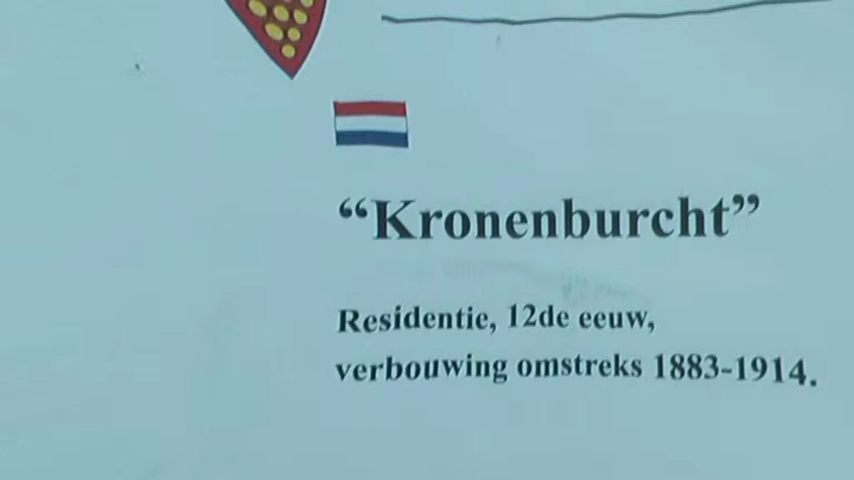 “Kronenburcht”
Residentie, 12de eeuw,
verbouwing omstreks 1883-1914.